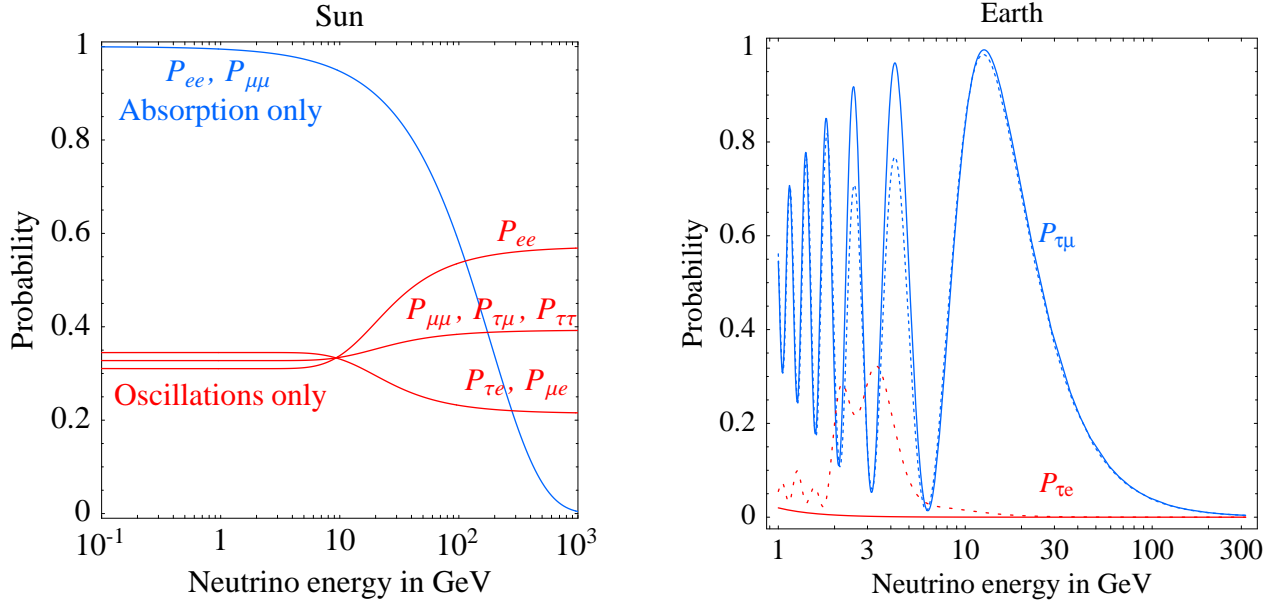 Sun
Probability
1
0.8
0.6
0.4
0.2
0
P_ee, P_μμ
Absorption only
P_ee
P_μμ, P_τμ, P_ττ
P_τe, P_μe
Oscillations only
10^-1
1
10
10^2
10^3
Neutrino energy in GeV
Earth
Probability
1
0.8
0.6
0.4
0.2
0
P_τμ
P_τe
1
3
10
30
100
300
Neutrino energy in GeV